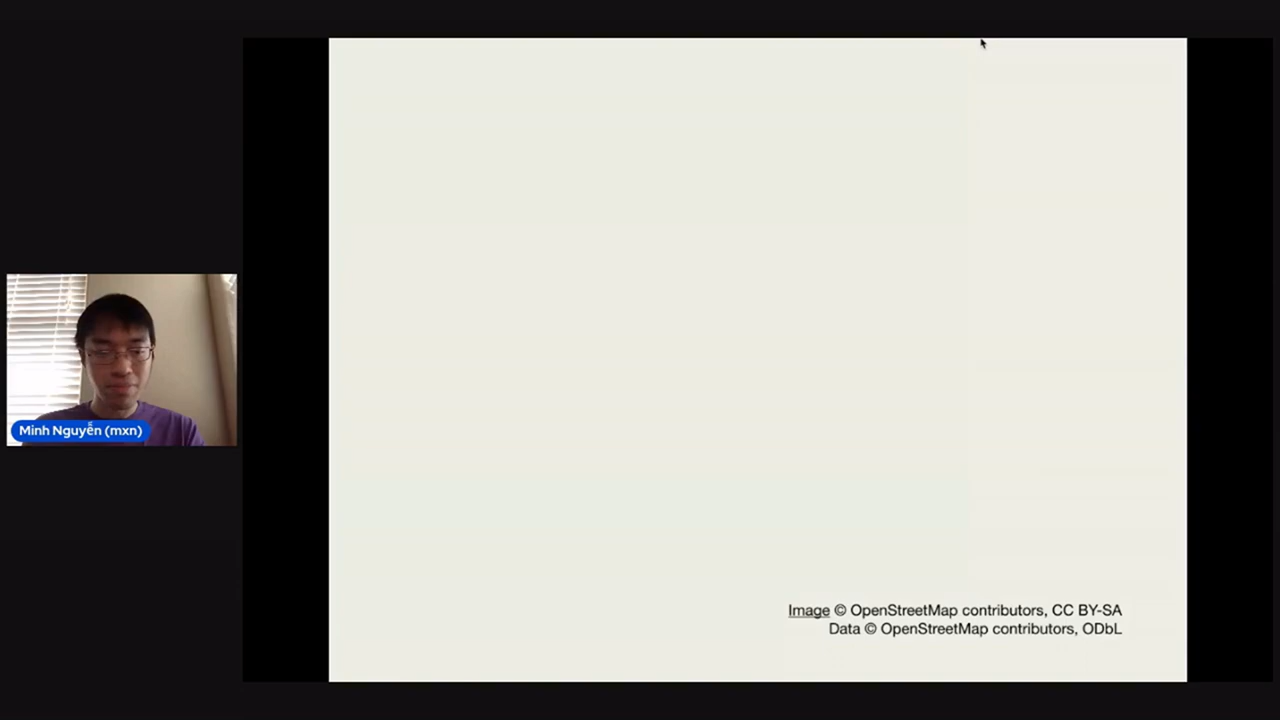 Minh Nguyễn (mxn)
Image © OpenStreetMap contributors, CC BY-SA
Data © OpenStreetMap contributors, ODbL